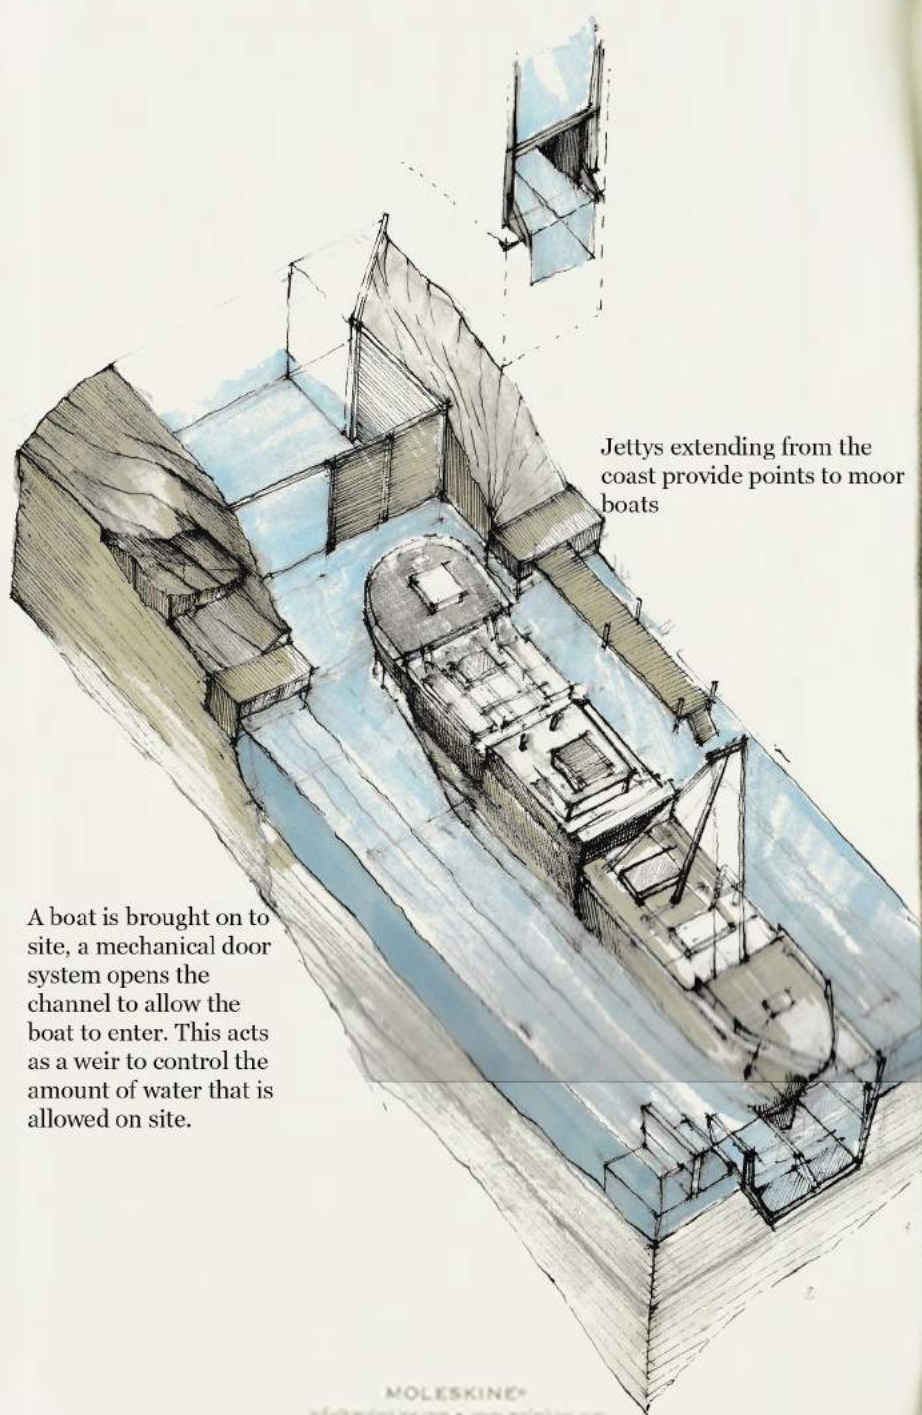 Jettys extending from the
coast provide points to moor
boats
A boat is brought on to
site, a mechanical door
system opens the
channel to allow the
boat to enter. This acts
as a weir to control the
amount of water that is
allowed on site.
MOLESKINE®